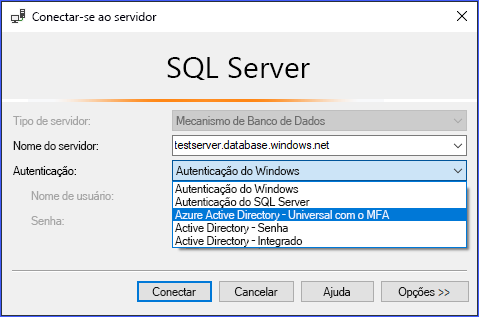 Conectar-se ao servidor
SQL Server
Tipo de servidor: Mecanismo de Banco de Dados
Nome do servidor: testserver.database.windows.net
Autenticação: Autenticação do Windows
Autenticação do Windows
Nome de usuário: Autenticação do SQL Server
Azure Active Directory - Universal com o MFA
Senha: Active Directory - Senha
Active Directory - Integrado
Conectar Cancelar Ajuda Opções >>